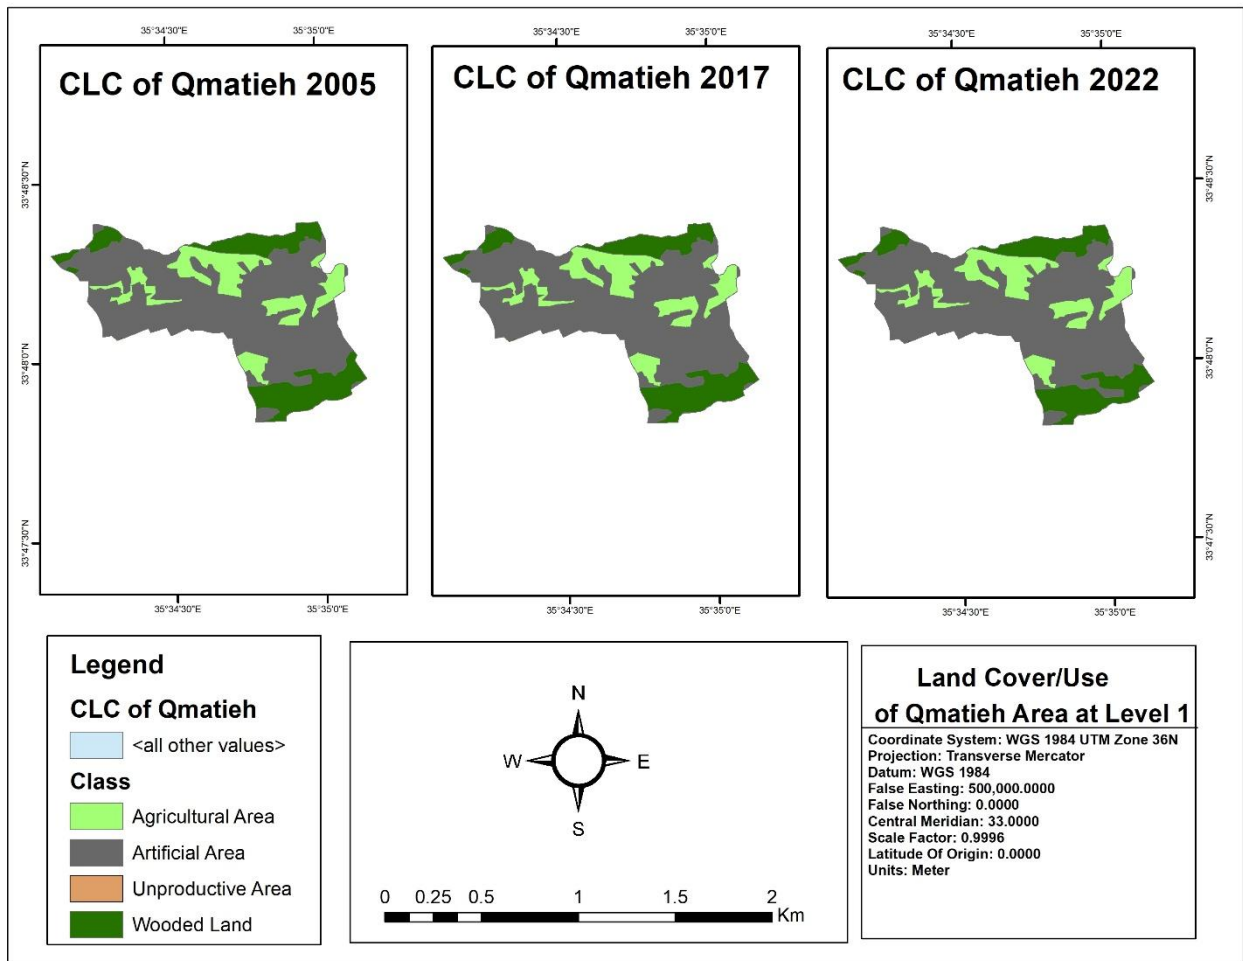 35°34'30"E
35°35'0"E
35°34'30"E
35°35'0"E
35°34'30"E
35°35'0"E
CLC of Qmatieh 2005
CLC of Qmatieh 2017
CLC of Qmatieh 2022
33°48'30"N
33°48'0"N
33°47'30"N
33°48'30"N
33°48'0"N
33°47'30"N
35°34'30"E
35°35'0"E
35°34'30"E
35°35'0"E
35°34'30"E
35°35'0"E
Legend
CLC of Qmatieh
<all other values>
Class
Agricultural Area
Artificial Area
Unproductive Area
Wooded Land
N
W
E
S
0 0.25 0.5 1 1.5 2
Km
Land Cover/Use
of Qmatieh Area at Level 1
Coordinate System: WGS 1984 UTM Zone 36N
Projection: Transverse Mercator
Datum: WGS 1984
False Easting: 500,000.0000
False Northing: 0.0000
Central Meridian: 33.0000
Scale Factor: 0.9996
Latitude Of Origin: 0.0000
Units: Meter